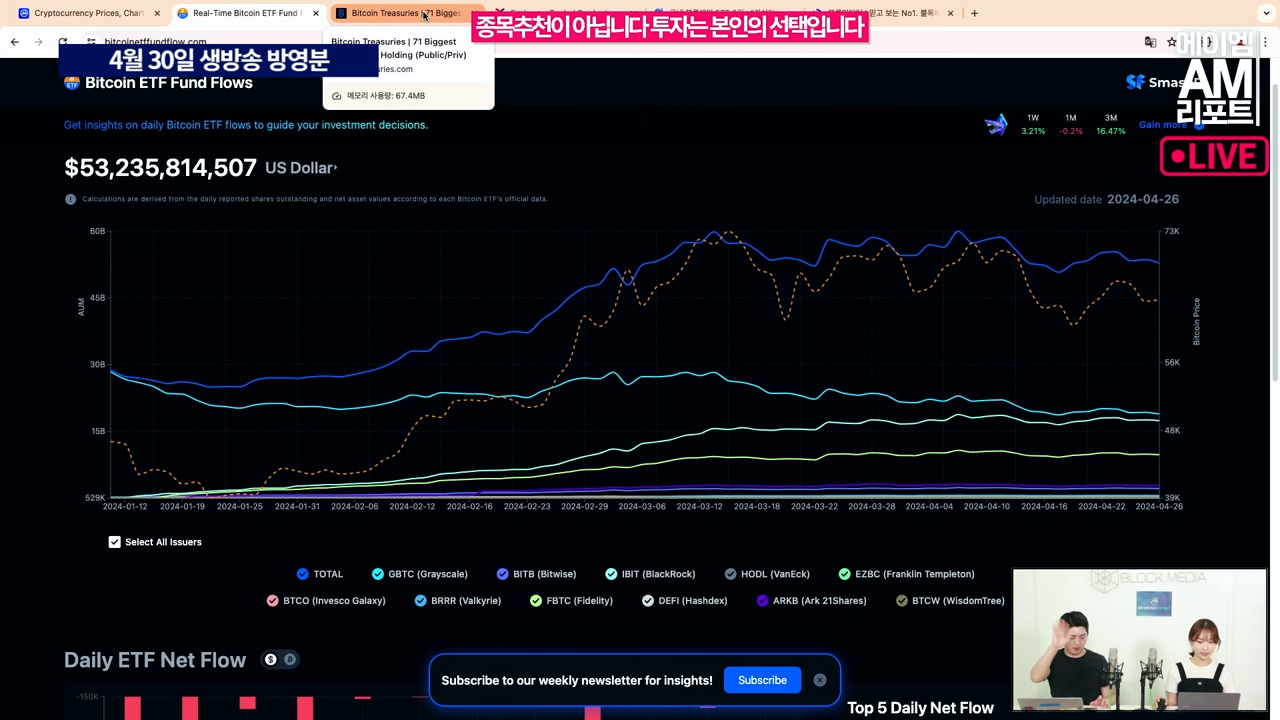 Cryptocurrency Prices, Char
Real-Time Bitcoin ETF Fund F
Bitcoin Treasuries | 71 Bigges
종목추천이 아닙니다 투자는 본인의 선택입니다
bitcoinetffundflow.com
Bitcoin Treasuries | 71 Biggest
Holding (Public/Priv)
uries.com
메모리 사용량: 67.4MB
4월 30일 생방송 방영분
에이엠
AM
리포트
LIVE
Bitcoin ETF Fund Flows
Smas
Get insights on daily Bitcoin ETF flows to guide your investment decisions.
1W 1M 3M
3.21% -0.2% 16.47%
Gain more
$53,235,814,507 US Dollar
Calculations are derived from the daily reported shares outstanding and net asset values according to each Bitcoin ETF's official data.
Updated date 2024-04-26
60B 73K
45B
AUM
Bitcoin Price
30B 56K
15B 48K
529K 39K
2024-01-12 2024-01-19 2024-01-25 2024-01-31 2024-02-06 2024-02-12 2024-02-16 2024-02-23 2024-02-29 2024-03-06 2024-03-12 2024-03-18 2024-03-22 2024-03-28 2024-04-04 2024-04-10 2024-04-16 2024-04-22 2024-04-26
Select All Issuers
TOTAL GBTC (Grayscale) BITB (Bitwise) IBIT (BlackRock) HODL (VanEck) EZBC (Franklin Templeton)
BTCO (Invesco Galaxy) BRRR (Valkyrie) FBTC (Fidelity) DEFI (Hashdex) ARKB (Ark 21Shares) BTCW (WisdomTree)
BLOCK MEDIA
Daily ETF Net Flow
Subscribe to our weekly newsletter for insights! Subscribe
-150K
Top 5 Daily Net Flow